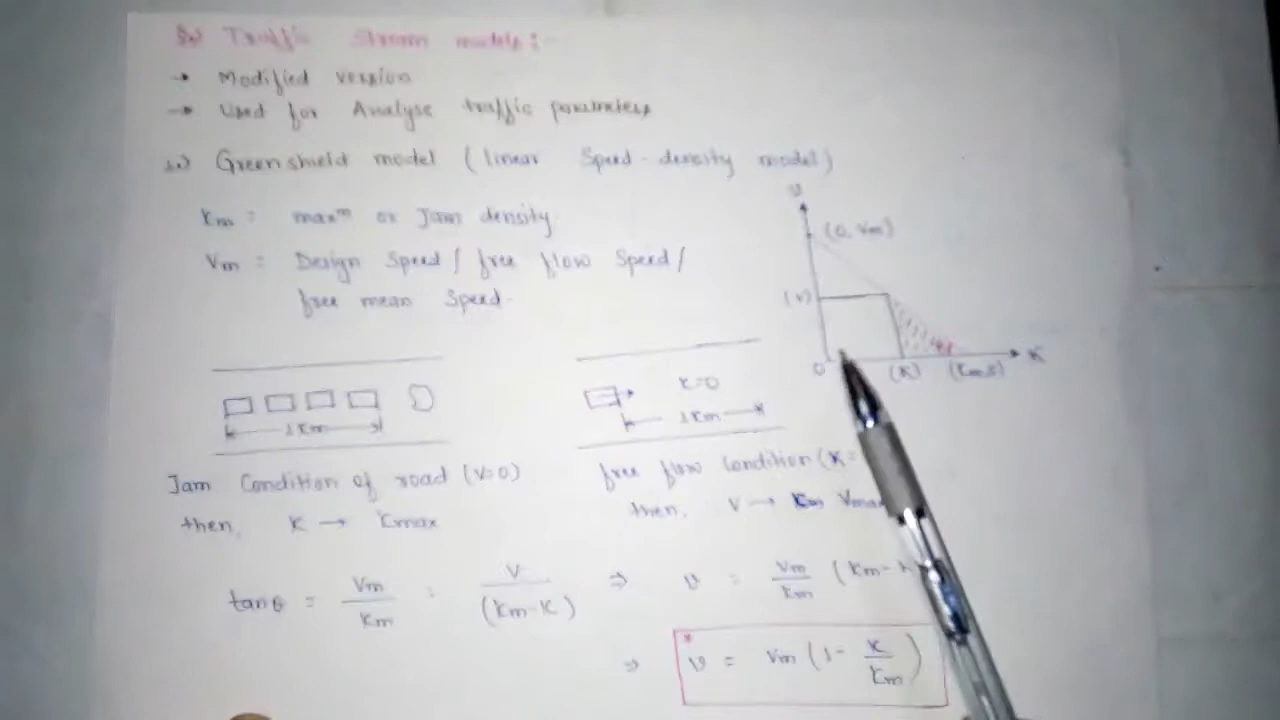 Traffic Stream models:-
→ Modified version
→ Used for Analyse traffic parameters
Greenshield model (linear Speed-density model)
Km = maxm or Jam density
Vm = Design Speed / free flow Speed /
free mean Speed.
V
(0, Vm)
(V)
0
(K)
K
K=0
1 Km
1 Km
Jam Condition of road (V=0)
then, K → Kmax
free flow Condition (K =
then, V → Vmax
tanθ = Vm/Km = V/(Km-K) ⇒ V = Vm/Km (Km-
⇒ * V = Vm (1 - K/Km)